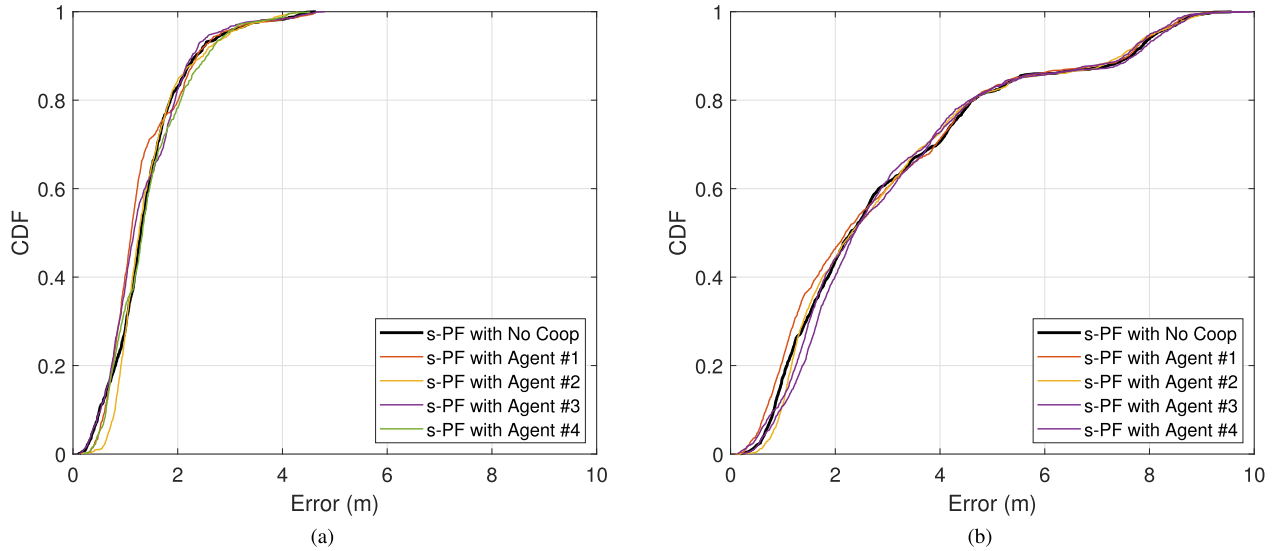 1
0.8
0.6
0.4
0.2
0
CDF
0 2 4 6 8 10
Error (m)
s-PF with No Coop
s-PF with Agent #1
s-PF with Agent #2
s-PF with Agent #3
s-PF with Agent #4
(a)
1
0.8
0.6
0.4
0.2
0
CDF
0 2 4 6 8 10
Error (m)
s-PF with No Coop
s-PF with Agent #1
s-PF with Agent #2
s-PF with Agent #3
s-PF with Agent #4
(b)